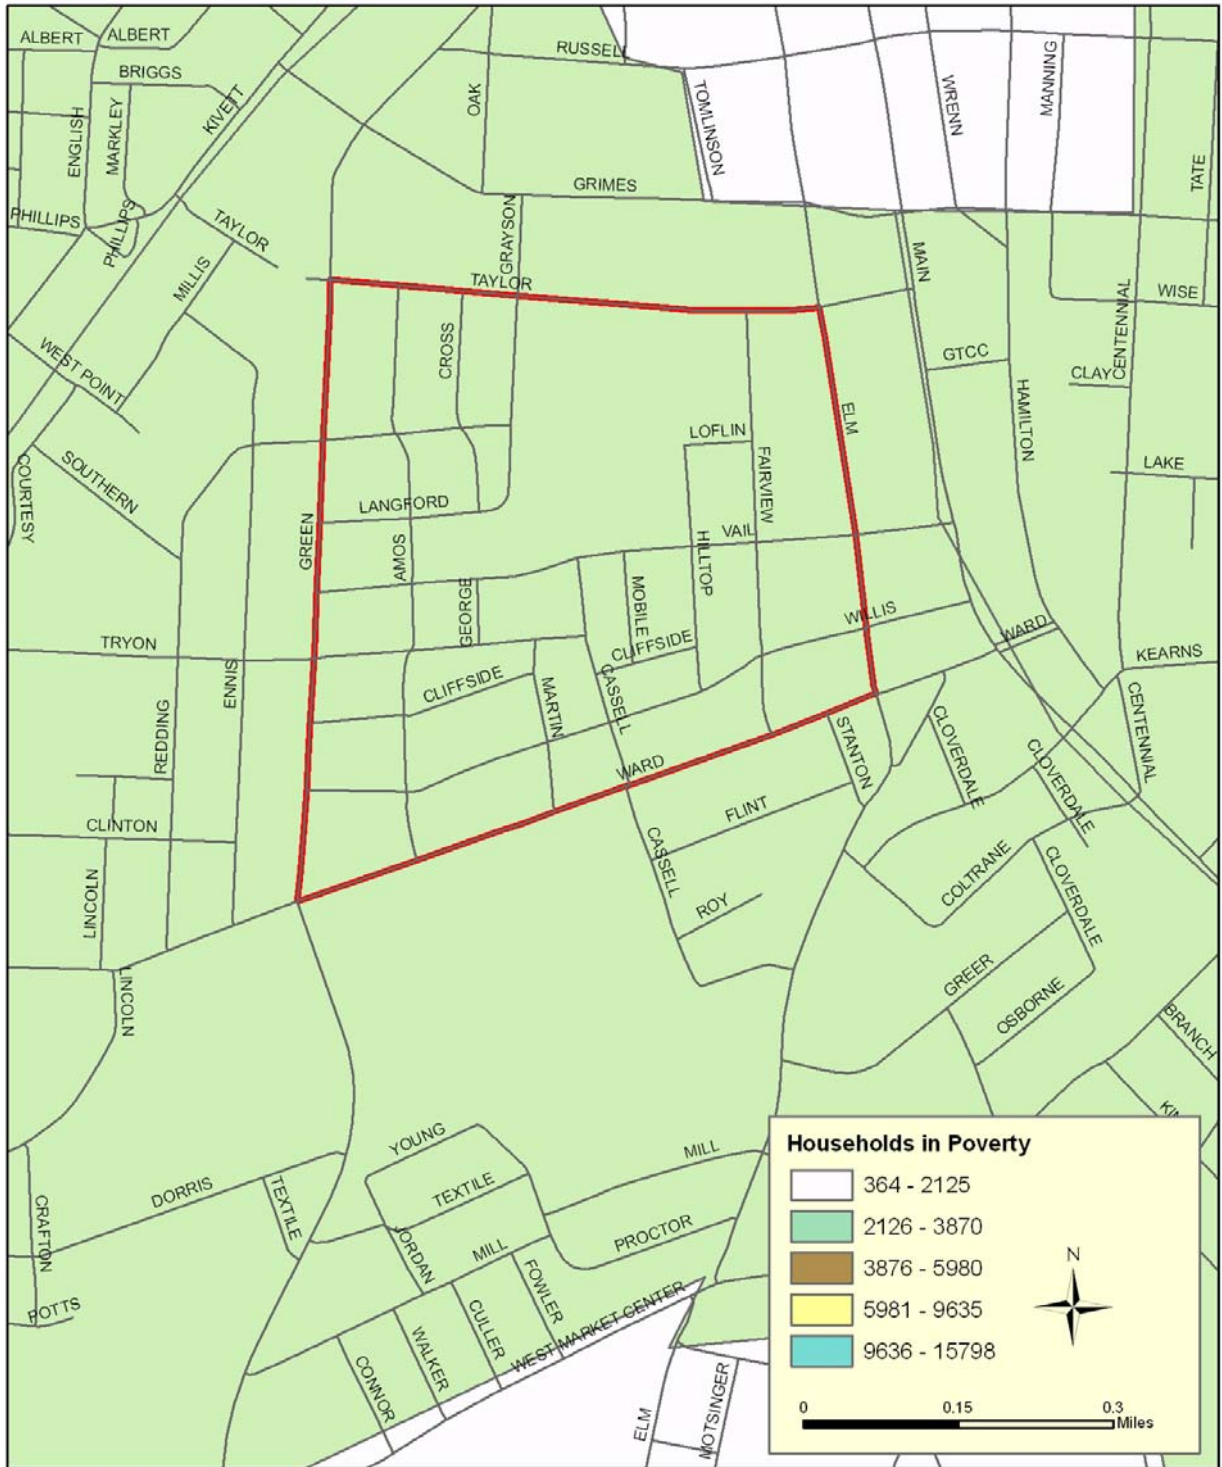 ALBERT
ALBERT
BRIGGS
KIVETT
ENGLISH
MARKLEY
PHILLIPS
PHILLIPS
TAYLOR
MILLIS
WEST POINT
SOUTHERN
COURTESY
OAK
RUSSELL
TOMLINSON
WRENN
MANNING
TATE
GRIMES
GRAYSON
TAYLOR
MAIN
CENTENNIAL
WISE
GTCC
CLAY
HAMILTON
LAKE
CROSS
ELM
LOFLIN
FAIRVIEW
LANGFORD
GREEN
AMOS
VAIL
HILLTOP
GEORGE
MOBILE
WILLIS
WARD
CLIFFSIDE
KEARNS
TRYON
ENNIS
CLIFFSIDE
MARTIN
CASSELL
REDDING
CENTENNIAL
WARD
STANTON
CLOVERDALE
CLOVERDALE
FLINT
CLINTON
LINCOLN
CASSELL
ROY
COLTRANE
CLOVERDALE
GREER
OSBORNE
BRANCH
LINCOLN
YOUNG
MILL
DORRIS
TEXTILE
TEXTILE
JORDAN
MILL
PROCTOR
CRAFTON
POTTS
FOWLER
CULLER
WALKER
CONNOR
WEST MARKET CENTER
ELM
MOTSINGER
Households in Poverty
364 - 2125
2126 - 3870
3876 - 5980
5981 - 9635
9636 - 15798
N
0 0.15 0.3
Miles